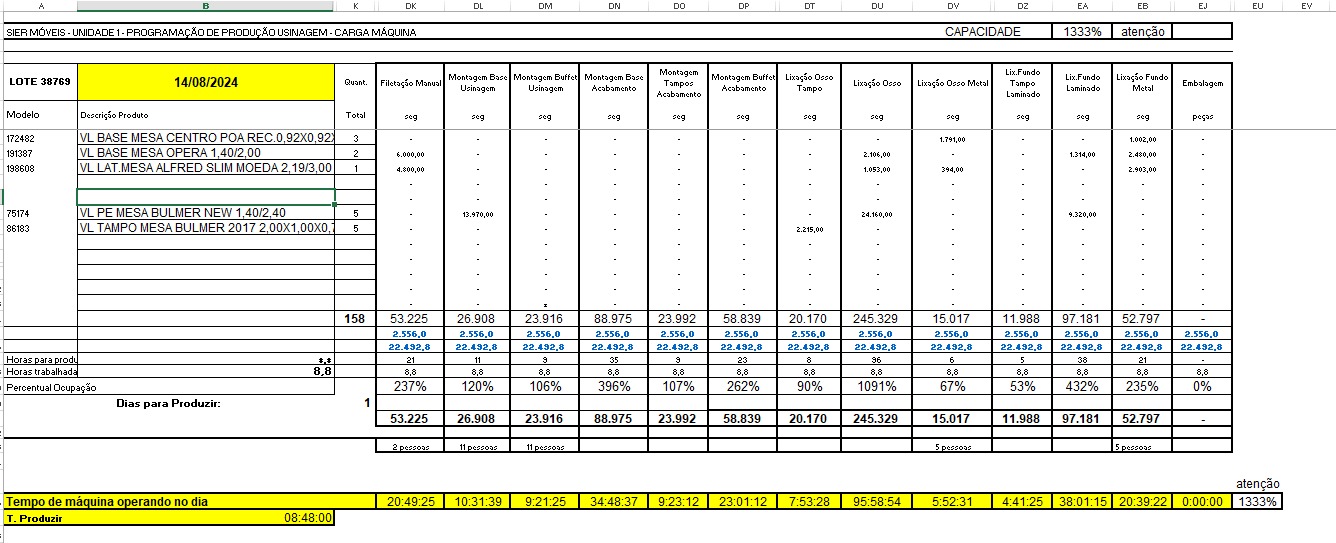 A B K DK DL DM DN DO DP DT DU DV DZ EA EB EJ EU EV
SIER MÓVEIS - UNIDADE 1 - PROGRAMAÇÃO DE PRODUÇÃO USINAGEM - CARGA MÁQUINA CAPACIDADE 1333% atenção
LOTE 38769 14/08/2024 Quant. Filetação Manual Montagem Base Usinagem Montagem Buffet Usinagem Montagem Base Acabamento Montagem Tampos Acabamento Montagem Buffet Acabamento Lixação Osso Tampo Lixação Osso Lixação Osso Metal Lix.Fundo Tampo Laminado Lix.Fundo Laminado Lixação Fundo Metal Embalagem
Modelo Descrição Produto Total seg seg seg seg seg seg seg seg seg seg seg seg peças
172482 VL BASE MESA CENTRO POA REC.0,92X0,92X 3 - - - - - - - - 1.791,00 - - 1.002,00 -
191387 VL BASE MESA OPERA 1,40/2,00 2 6.000,00 - - - - - - 2.106,00 - - 1.314,00 2.480,00 -
198608 VL LAT.MESA ALFRED SLIM MOEDA 2,19/3,00 1 4.800,00 - - - - - - 1.053,00 394,00 - - 2.903,00 -
- - - - - - - - - - - - -
- - - - - - - - - - - - -
75174 VL PE MESA BULMER NEW 1,40/2,40 5 - 13.970,00 - - - - - 24.160,00 - - 9.320,00 - -
86183 VL TAMPO MESA BULMER 2017 2,00X1,00X0,7 5 - - - - - - 2.215,00 - - - - - -
- - - - - - - - - - - - -
- - - - - - - - - - - - -
- - - - - - - - - - - - -
- - - - - - - - - - - - -
- - - - - - - - - - - -
158 53.225 26.908 23.916 88.975 23.992 58.839 20.170 245.329 15.017 11.988 97.181 52.797 -
2.556,0 2.556,0 2.556,0 2.556,0 2.556,0 2.556,0 2.556,0 2.556,0 2.556,0 2.556,0 2.556,0 2.556,0 2.556,0
22.492,8 22.492,8 22.492,8 22.492,8 22.492,8 22.492,8 22.492,8 22.492,8 22.492,8 22.492,8 22.492,8 22.492,8 22.492,8
Horas para produ *,* 21 11 9 35 9 23 8 96 6 5 38 21 -
Horas trabalhada 8,8 8,8 8,8 8,8 8,8 8,8 8,8 8,8 8,8 8,8 8,8 8,8 8,8 8,8
Percentual Ocupação 237% 120% 106% 396% 107% 262% 90% 1091% 67% 53% 432% 235% 0%
Dias para Produzir: 1
53.225 26.908 23.916 88.975 23.992 58.839 20.170 245.329 15.017 11.988 97.181 52.797 -
2 pessoas 11 pessoas 11 pessoas 5 pessoas 5 pessoas
atenção
Tempo de máquina operando no dia 20:49:25 10:31:39 9:21:25 34:48:37 9:23:12 23:01:12 7:53:28 95:58:54 5:52:31 4:41:25 38:01:15 20:39:22 0:00:00 1333%
T. Produzir 08:48:00